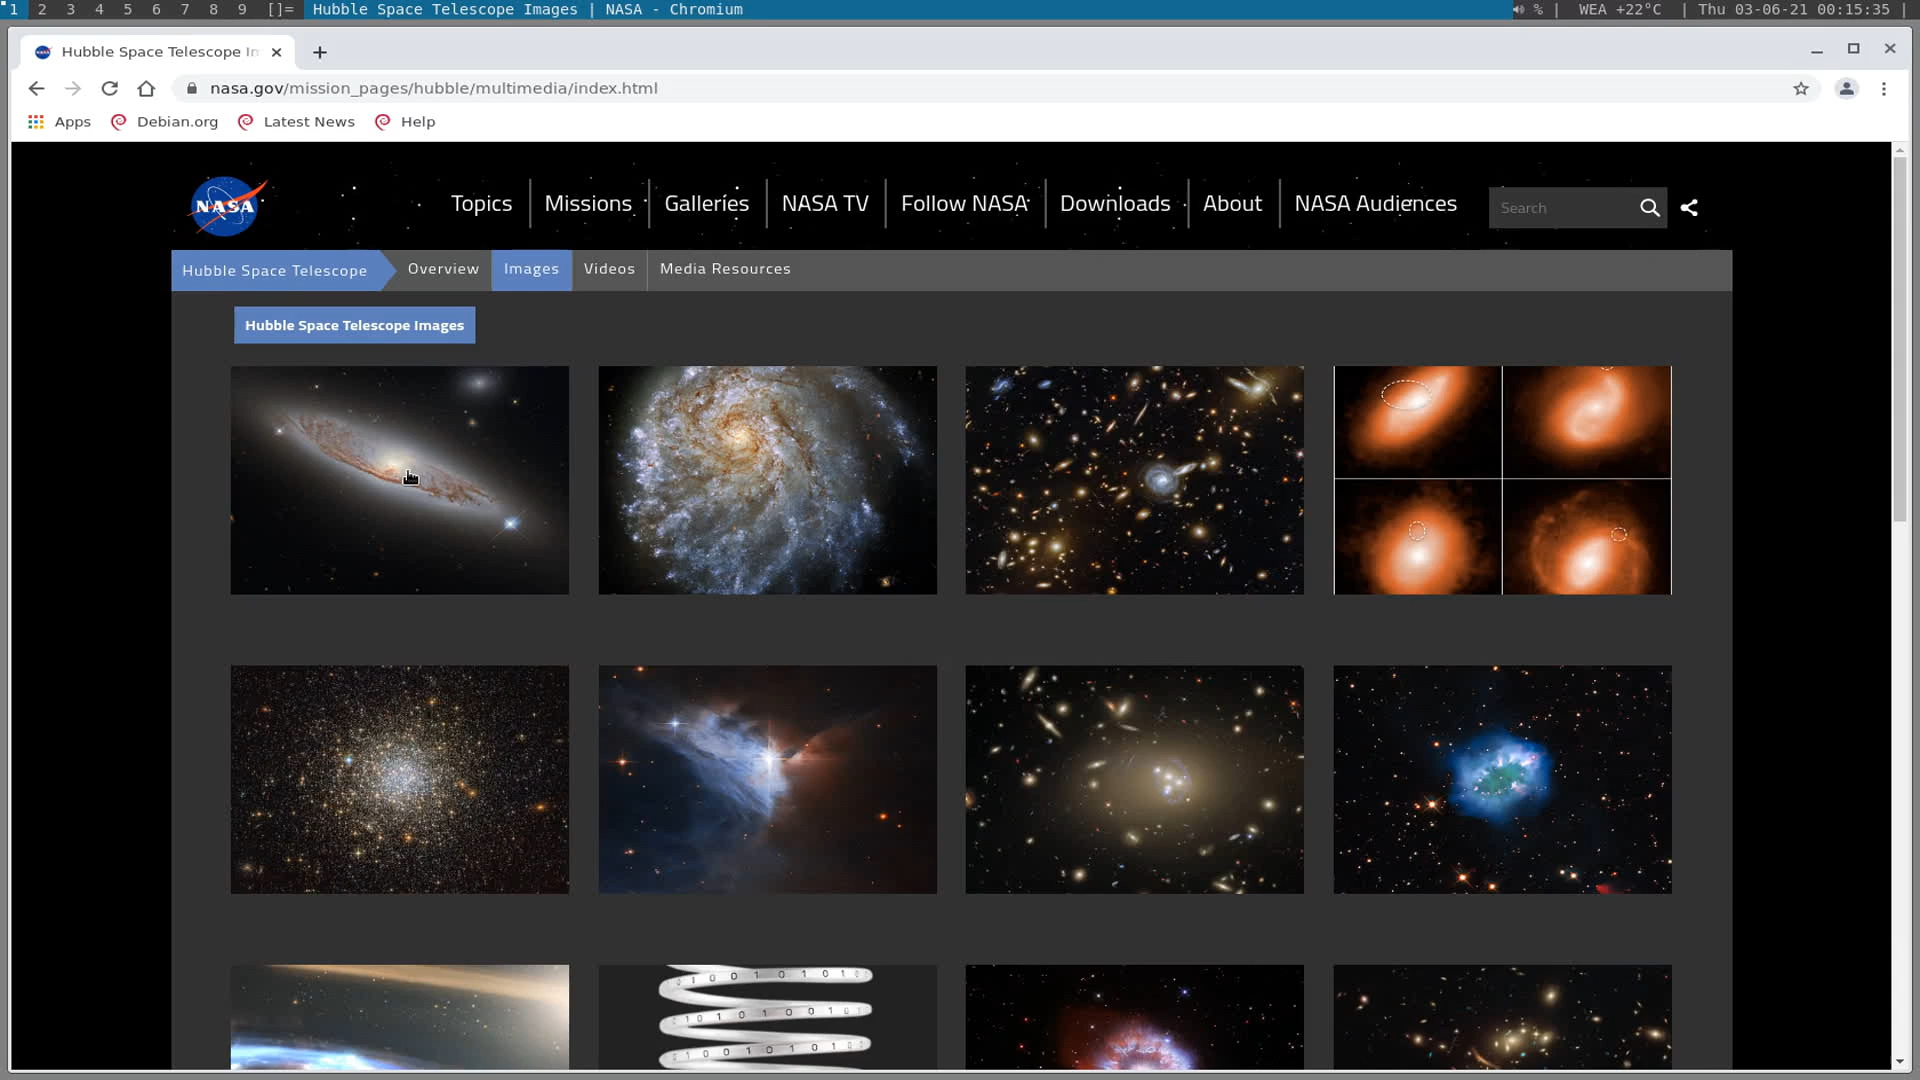 1 2 3 4 5 6 7 8 9 []= Hubble Space Telescope Images | NASA - Chromium % | WEA +22°C | Thu 03-06-21 00:15:35 |
Hubble Space Telescope Im
nasa.gov/mission_pages/hubble/multimedia/index.html
Apps Debian.org Latest News Help
NASA Topics Missions Galleries NASA TV Follow NASA Downloads About NASA Audiences Search
Hubble Space Telescope Overview Images Videos Media Resources
Hubble Space Telescope Images